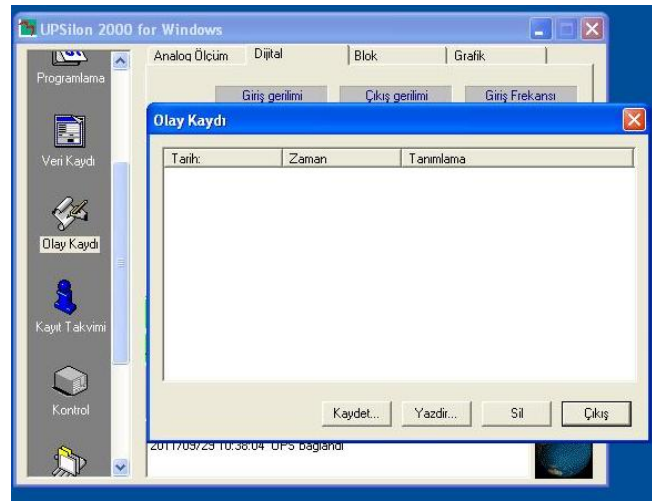 UPSilon 2000 for Windows
Analog Ölçüm Dijital Blok Grafik
Programlama
Giriş gerilimi Çıkış gerilimi Giriş Frekansı
Olay Kaydı
Tarih: Zaman Tanımlama
Veri Kaydı
Olay Kaydı
Kayıt Takvimi
Kontrol
Kaydet... Yazdir... Sil Çıkış
2011/09/29 10:38:04 UPS bağlandı